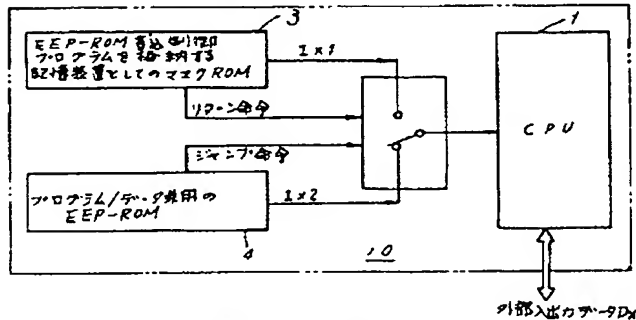 3
1
EEP-ROM 書込制御
プログラムを格納する
記憶装置としてのマスクROM
I×1
リターン命令
CPU
ジャンプ命令
プログラム/データ兼用の
EEP-ROM
I×2
4
10
外部入出力データDx